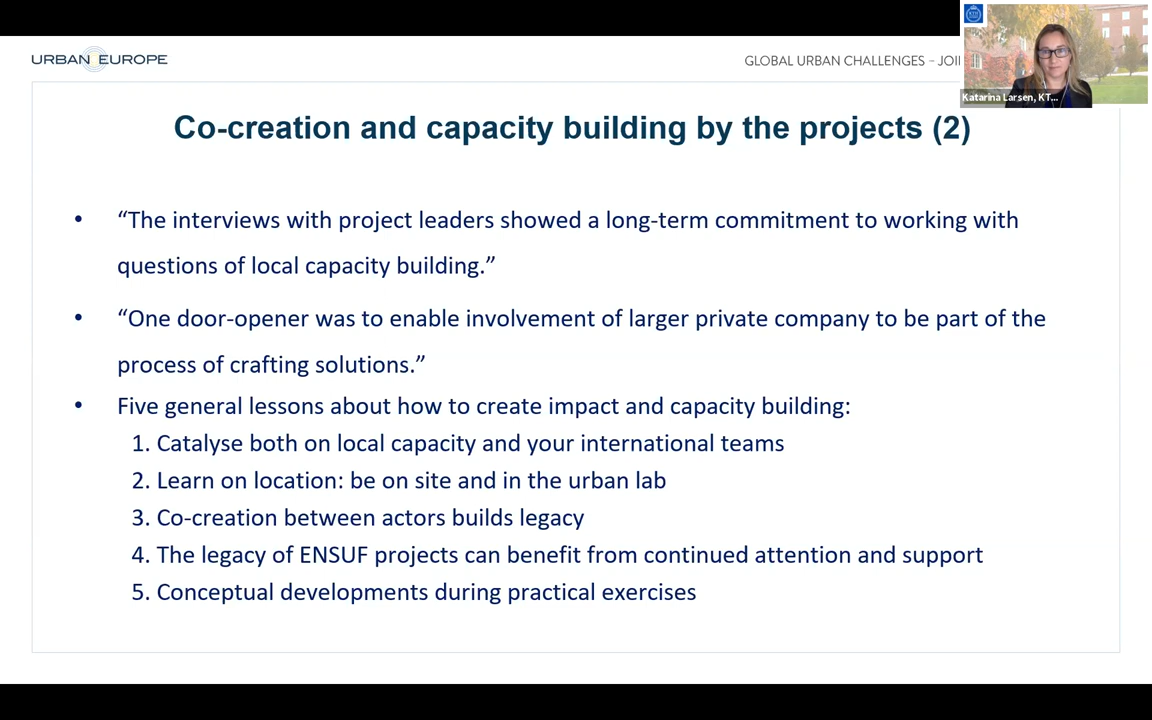 URBAN EUROPE
GLOBAL URBAN CHALLENGES – JOI
Katarina Larsen, KT...
Co-creation and capacity building by the projects (2)
• “The interviews with project leaders showed a long-term commitment to working with
questions of local capacity building.”
• “One door-opener was to enable involvement of larger private company to be part of the
process of crafting solutions.”
• Five general lessons about how to create impact and capacity building:
1. Catalyse both on local capacity and your international teams
2. Learn on location: be on site and in the urban lab
3. Co-creation between actors builds legacy
4. The legacy of ENSUF projects can benefit from continued attention and support
5. Conceptual developments during practical exercises